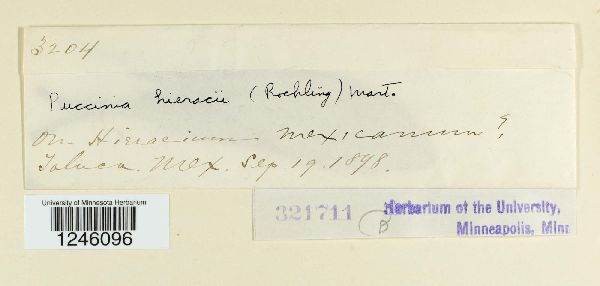 3204
Puccinia hieracii (Rochling) Mart.
On Hieracium mexicanum ?
Toluca. Mex. Sep 19. 1898.
University of Minnesota Herbarium
1246096
321711
B
Herbarium of the University,
Minneapolis, Minn